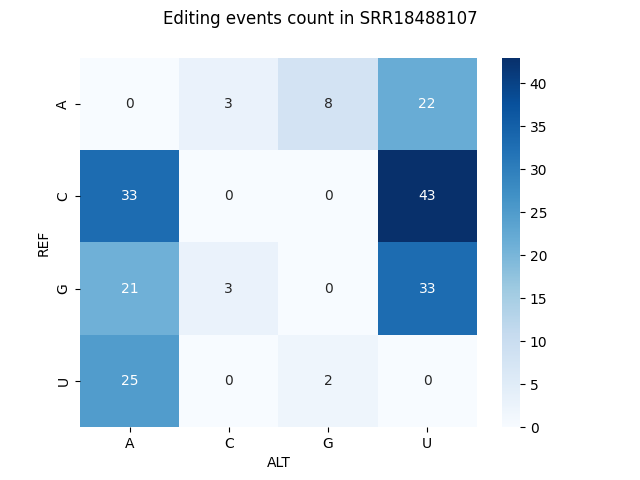 Editing events count in SRR18488107
A 0 3 8 22
C 33 0 0 43
G 21 3 0 33
U 25 0 2 0
A C G U
REF
ALT
40
35
30
25
20
15
10
5
0